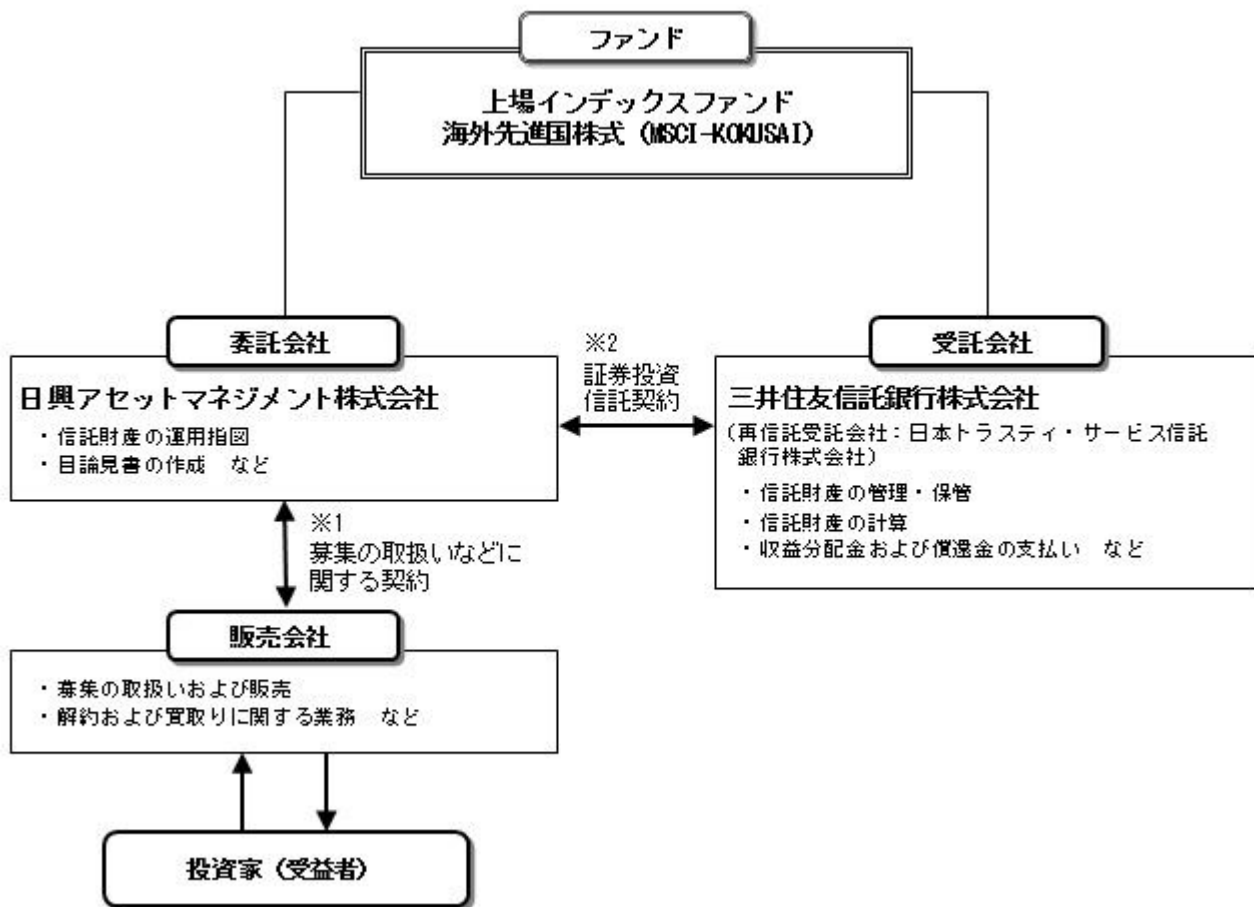 ファンド
上場インデックスファンド
海外先進国株式（MSCI-KOKUSAI）
委託会社
日興アセットマネジメント株式会社
・信託財産の運用指図
・目論見書の作成　など
※2
証券投資
信託契約
受託会社
三井住友信託銀行株式会社
（再信託受託会社：日本トラスティ・サービス信託
銀行株式会社）
・信託財産の管理・保管
・信託財産の計算
・収益分配金および償還金の支払い　など
※1
募集の取扱いなどに
関する契約
販売会社
・募集の取扱いおよび販売
・解約および買取りに関する業務　など
投資家（受益者）